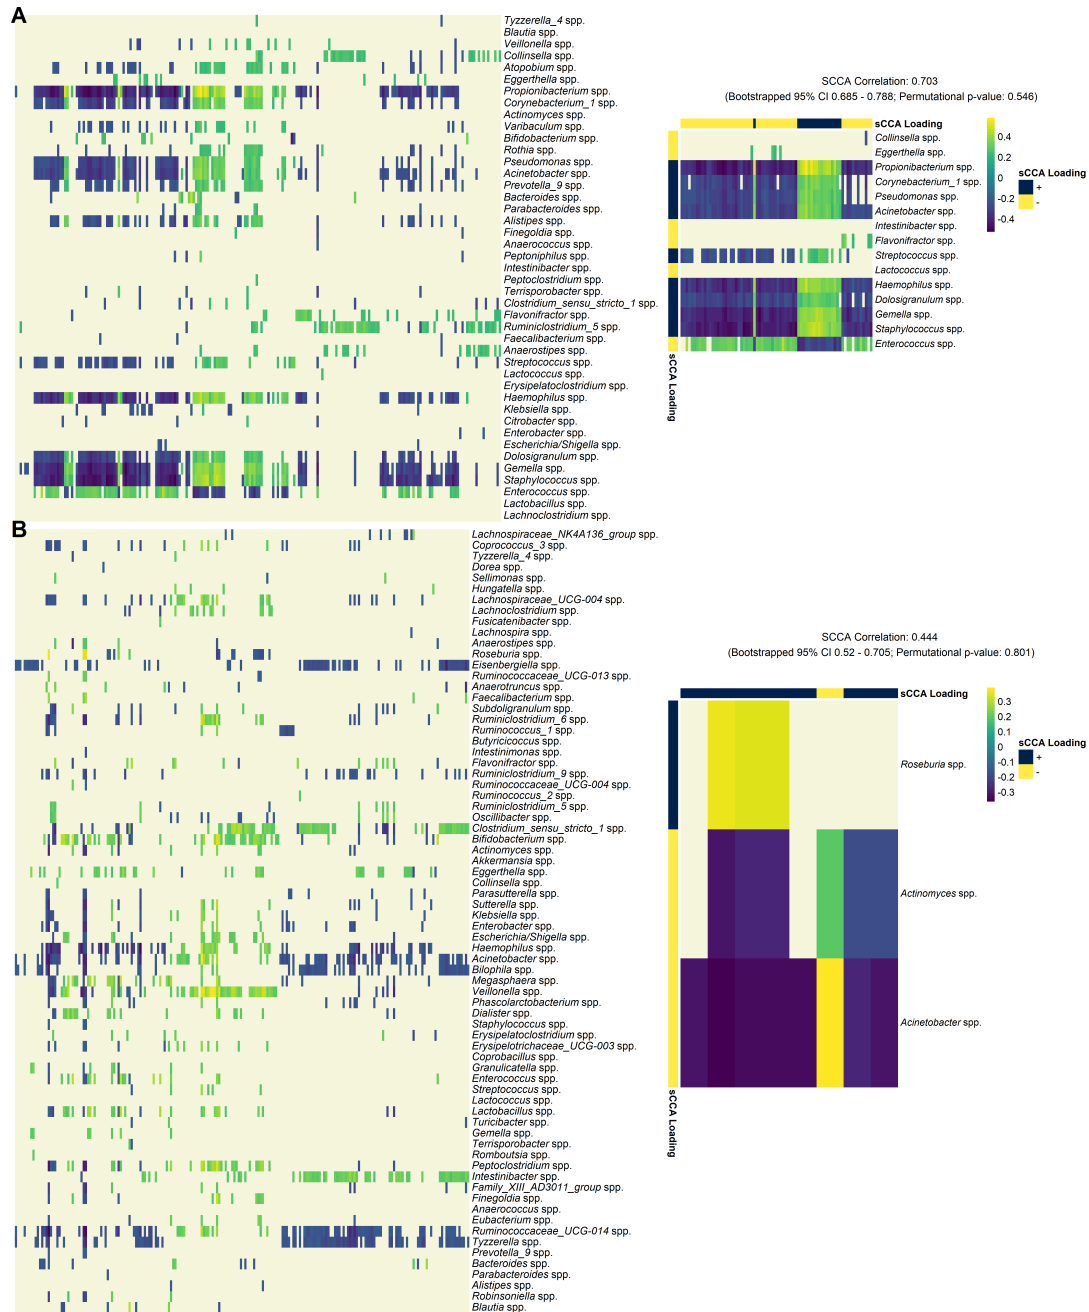 A
Tyzzerella_4 spp.
Blautia spp.
Veillonella spp.
Collinsella spp.
Atopobium spp.
Eggerthella spp.
Propionibacterium spp.
Corynebacterium_1 spp.
Actinomyces spp.
Varibaculum spp.
Bifidobacterium spp.
Rothia spp.
Pseudomonas spp.
Acinetobacter spp.
Prevotella_9 spp.
Bacteroides spp.
Parabacteroides spp.
Alistipes spp.
Finegoldia spp.
Anaerococcus spp.
Peptoniphilus spp.
Intestinibacter spp.
Peptoclostridium spp.
Terrisporobacter spp.
Clostridium_sensu_stricto_1 spp.
Flavonifractor spp.
Ruminiclostridium_5 spp.
Faecalibacterium spp.
Anaerostipes spp.
Streptococcus spp.
Lactococcus spp.
Erysipelatoclostridium spp.
Haemophilus spp.
Klebsiella spp.
Citrobacter spp.
Enterobacter spp.
Escherichia/Shigella spp.
Dolosigranulum spp.
Gemella spp.
Staphylococcus spp.
Enterococcus spp.
Lactobacillus spp.
Lachnoclostridium spp.
SCCA Correlation: 0.703
(Bootstrapped 95% CI 0.685 - 0.788; Permutational p-value: 0.546)
sCCA Loading
Collinsella spp.
Eggerthella spp.
Propionibacterium spp.
Corynebacterium_1 spp.
Pseudomonas spp.
Acinetobacter spp.
Intestinibacter spp.
Flavonifractor spp.
Streptococcus spp.
Lactococcus spp.
Haemophilus spp.
Dolosigranulum spp.
Gemella spp.
Staphylococcus spp.
Enterococcus spp.
sCCA Loading
0.4
0.2
0
-0.2
-0.4
sCCA Loading
+
-
B
Lachnospiraceae_NK4A136_group spp.
Coprococcus_3 spp.
Tyzzerella_4 spp.
Dorea spp.
Sellimonas spp.
Hungatella spp.
Lachnospiraceae_UCG-004 spp.
Lachnoclostridium spp.
Fusicatenibacter spp.
Lachnospira spp.
Anaerostipes spp.
Roseburia spp.
Eisenbergiella spp.
Ruminococcaceae_UCG-013 spp.
Anaerotruncus spp.
Faecalibacterium spp.
Subdoligranulum spp.
Ruminiclostridium_6 spp.
Ruminococcus_1 spp.
Butyricicoccus spp.
Intestinimonas spp.
Flavonifractor spp.
Ruminiclostridium_9 spp.
Ruminococcaceae_UCG-004 spp.
Ruminococcus_2 spp.
Ruminiclostridium_5 spp.
Oscillibacter spp.
Clostridium_sensu_stricto_1 spp.
Bifidobacterium spp.
Actinomyces spp.
Akkermansia spp.
Eggerthella spp.
Collinsella spp.
Parasutterella spp.
Sutterella spp.
Klebsiella spp.
Enterobacter spp.
Escherichia/Shigella spp.
Haemophilus spp.
Acinetobacter spp.
Bilophila spp.
Megasphaera spp.
Veillonella spp.
Phascolarctobacterium spp.
Dialister spp.
Staphylococcus spp.
Erysipelatoclostridium spp.
Erysipelotrichaceae_UCG-003 spp.
Coprobacillus spp.
Granulicatella spp.
Enterococcus spp.
Streptococcus spp.
Lactococcus spp.
Lactobacillus spp.
Turicibacter spp.
Gemella spp.
Terrisporobacter spp.
Romboutsia spp.
Peptoclostridium spp.
Intestinibacter spp.
Family_XIII_AD3011_group spp.
Finegoldia spp.
Anaerococcus spp.
Eubacterium spp.
Ruminococcaceae_UCG-014 spp.
Tyzzerella spp.
Prevotella_9 spp.
Bacteroides spp.
Parabacteroides spp.
Alistipes spp.
Robinsoniella spp.
Blautia spp.
SCCA Correlation: 0.444
(Bootstrapped 95% CI 0.52 - 0.705; Permutational p-value: 0.801)
sCCA Loading
Roseburia spp.
Actinomyces spp.
Acinetobacter spp.
sCCA Loading
0.3
0.2
0.1
0
-0.1
-0.2
-0.3
sCCA Loading
+
-